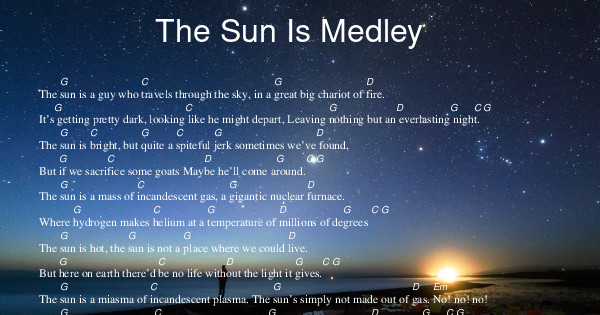 The Sun Is Medley
G C G D
The sun is a guy who travels through the sky, in a great big chariot of fire.
G C G D G C G
It's getting pretty dark, looking like he might depart, Leaving nothing but an everlasting night.
G C G C G D
The sun is bright, but quite a spiteful jerk sometimes we've found,
G C D G C G
But if we sacrifice some goats Maybe he'll come around.
G C G D
The sun is a mass of incandescent gas, a gigantic nuclear furnace.
G C G D G C G
Where hydrogen makes helium at a temperature of millions of degrees
G G G D
The sun is hot, the sun is not a place where we could live.
G C D G C G
But here on earth there'd be no life without the light it gives.
G C G D Em
The sun is a miasma of incandescent plasma. The sun's simply not made out of gas. No! no! no!
G C G D G C G